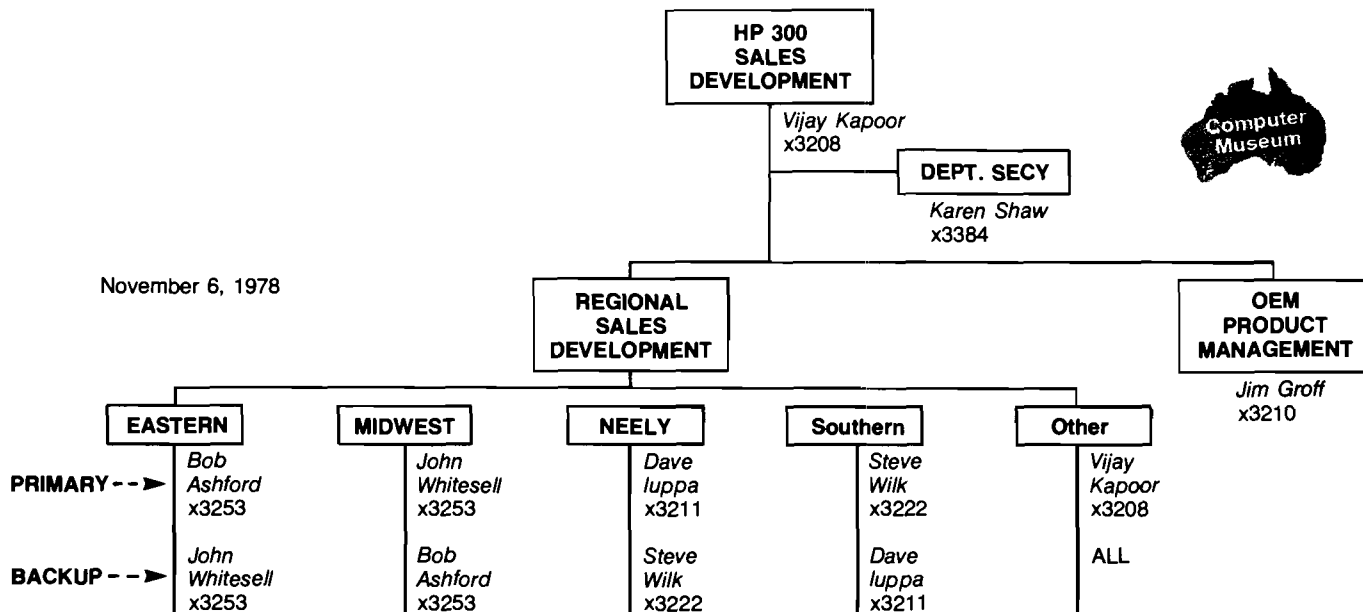 HP 300
SALES
DEVELOPMENT
Vijay Kapoor
x3208
Computer
Museum
DEPT. SECY
Karen Shaw
x3384
November 6, 1978
REGIONAL
SALES
DEVELOPMENT
OEM
PRODUCT
MANAGEMENT
Jim Groff
x3210
EASTERN
MIDWEST
NEELY
Southern
Other
PRIMARY
Bob
Ashford
x3253
John
Whitesell
x3253
Dave
Iuppa
x3211
Steve
Wilk
x3222
Vijay
Kapoor
x3208
BACKUP
John
Whitesell
x3253
Bob
Ashford
x3253
Steve
Wilk
x3222
Dave
Iuppa
x3211
ALL